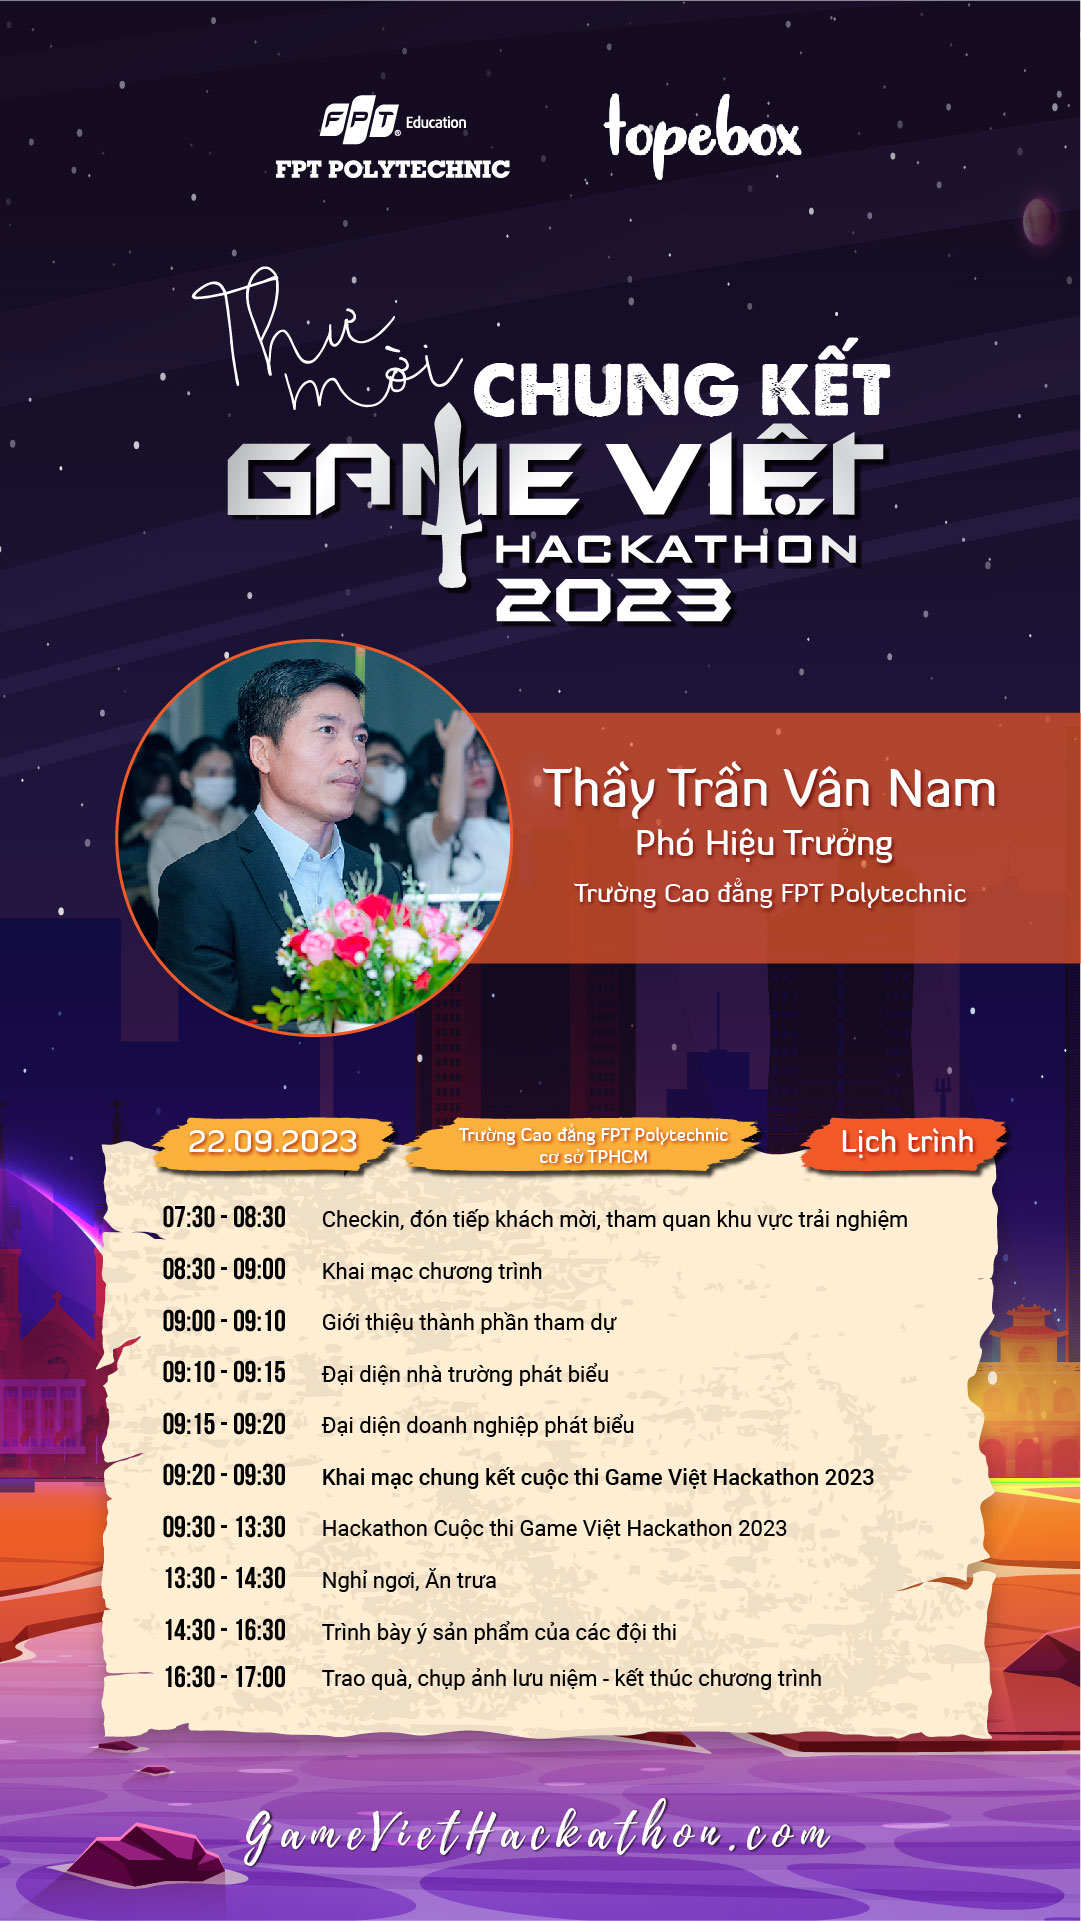 FPT Education
FPT POLYTECHNIC
topebox
Thư mời
CHUNG KẾT
GAME VIỆT
HACKATHON
2023
Thầy Trần Vân Nam
Phó Hiệu Trưởng
Trường Cao đẳng FPT Polytechnic
22.09.2023
Trường Cao đẳng FPT Polytechnic
cơ sở TPHCM
Lịch trình
07:30 - 08:30 Checkin, đón tiếp khách mời, tham quan khu vực trải nghiệm
08:30 - 09:00 Khai mạc chương trình
09:00 - 09:10 Giới thiệu thành phần tham dự
09:10 - 09:15 Đại diện nhà trường phát biểu
09:15 - 09:20 Đại diện doanh nghiệp phát biểu
09:20 - 09:30 Khai mạc chung kết cuộc thi Game Việt Hackathon 2023
09:30 - 13:30 Hackathon Cuộc thi Game Việt Hackathon 2023
13:30 - 14:30 Nghỉ ngơi, Ăn trưa
14:30 - 16:30 Trình bày ý sản phẩm của các đội thi
16:30 - 17:00 Trao quà, chụp ảnh lưu niệm - kết thúc chương trình
GameVietHackathon.com